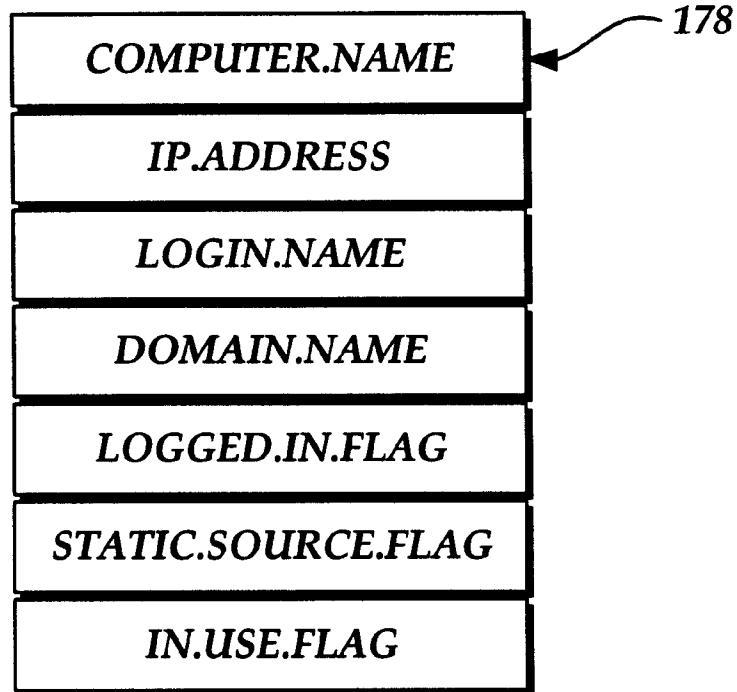 178
COMPUTER.NAME
IP.ADDRESS
LOGIN.NAME
DOMAIN.NAME
LOGGED.IN.FLAG
STATIC.SOURCE.FLAG
IN.USE.FLAG